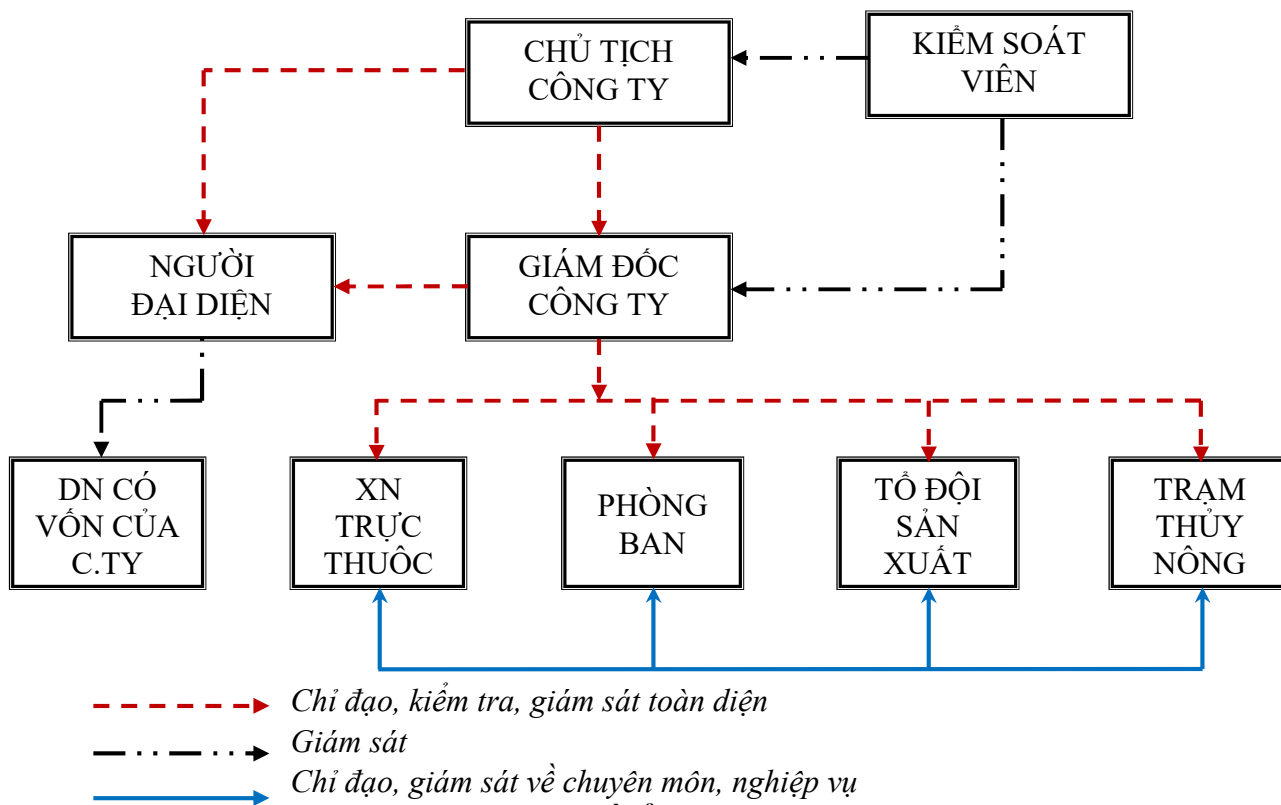 CHỦ TỊCH
CÔNG TY
KIỂM SOÁT
VIÊN
NGƯỜI
ĐẠI DIỆN
GIÁM ĐỐC
CÔNG TY
DN CÓ
VỐN CỦA
C.TY
XN
TRỰC
THUÔC
PHÒNG
BAN
TỔ ĐỘI
SẢN
XUẤT
TRẠM
THỦY
NÔNG
Chỉ đạo, kiểm tra, giám sát toàn diện
Giám sát
Chỉ đạo, giám sát về chuyên môn, nghiệp vụ